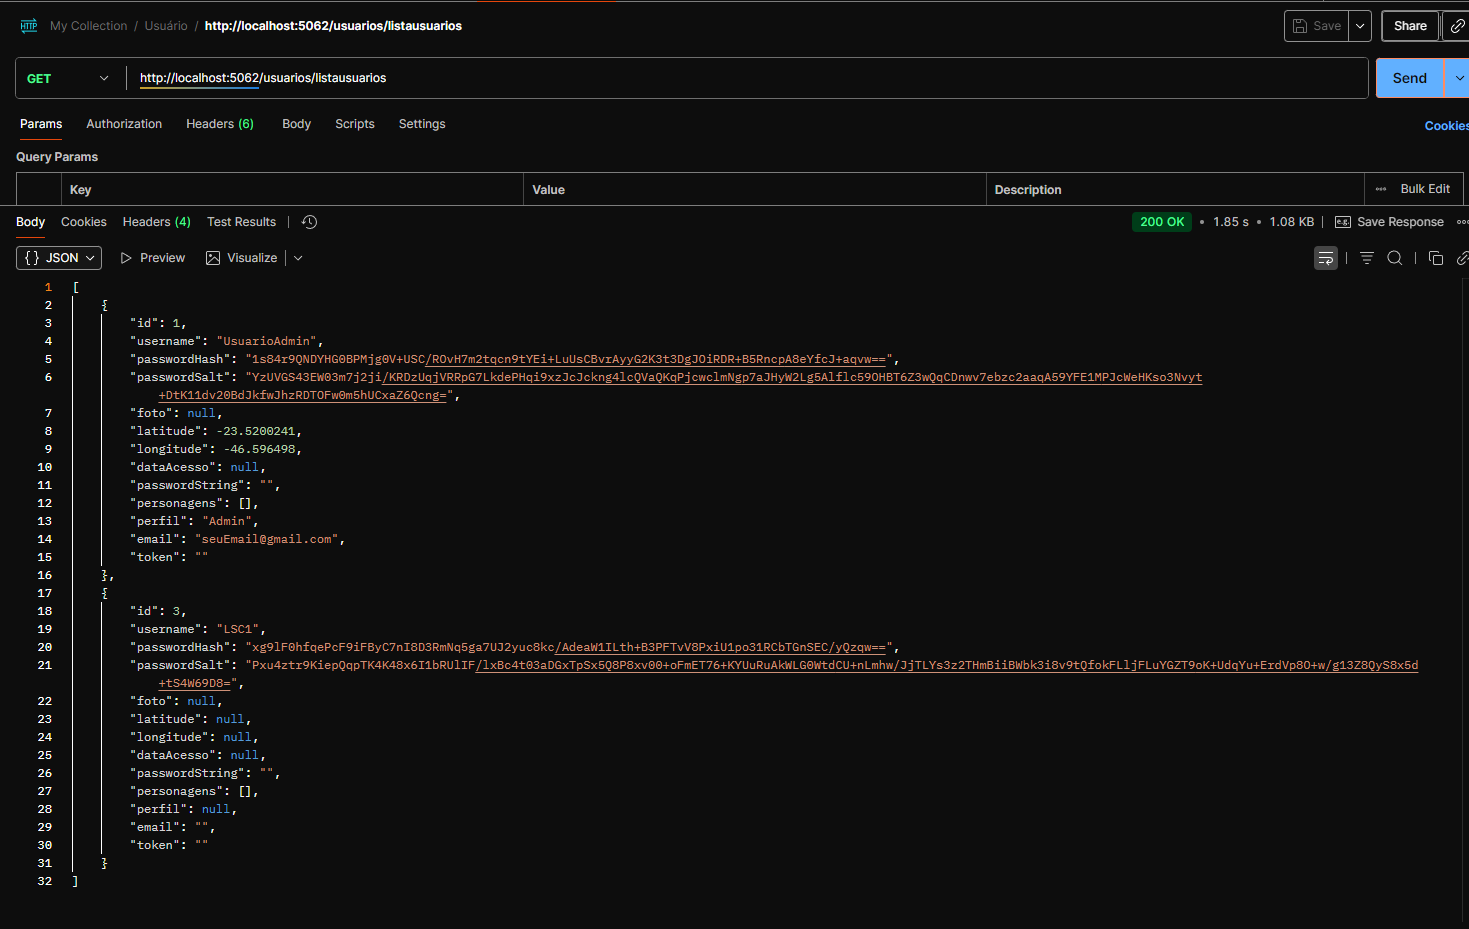 HTTP My Collection / Usuário / http://localhost:5062/usuarios/listausuarios Save Share
GET http://localhost:5062/usuarios/listausuarios Send
Params Authorization Headers (6) Body Scripts Settings Cookies
Query Params
Key Value Description Bulk Edit
Body Cookies Headers (4) Test Results 200 OK • 1.85 s • 1.08 KB e.g. Save Response
{} JSON Preview Visualize
1 [
2 {
3 "id": 1,
4 "username": "UsuarioAdmin",
5 "passwordHash": "1s84r9QNDYHG0BPMjg0V+USC/ROvH7m2tqcn9tYEi+LuUsCBvrAyyG2K3t3DgJOiRDR+B5RncpA8eYfcJ+aqvw==",
6 "passwordSalt": "YzUVGS43EW03m7j2ji/KRDzUqjVRRpG7LkdePHqi9xzJcJckng4lcQVaQKqPjcwclmNgp7aJHyW2Lg5Alflc59OHBT6Z3wQqCDnwv7ebzc2aaqA59YFE1MPJcWeHKso3Nvyt
+DtK11dv20BdJkfwJhzRDTOFw0m5hUCxaZ6Qcng=",
7 "foto": null,
8 "latitude": -23.5200241,
9 "longitude": -46.596498,
10 "dataAcesso": null,
11 "passwordString": "",
12 "personagens": [],
13 "perfil": "Admin",
14 "email": "seuEmail@gmail.com",
15 "token": ""
16 },
17 {
18 "id": 3,
19 "username": "LSC1",
20 "passwordHash": "xg9lF0hfqePcF9iFByC7nI8D3RmNq5ga7UJ2yuc8kc/AdeaW1ILth+B3PFTvV8PxiU1po31RCbTGnSEC/yQzqw==",
21 "passwordSalt": "Pxu4ztr9KiepQqpTK4K48x6I1bRUlIF/lxBc4t03aDGxTpSx5Q8P8xv00+oFmET76+KYUuRuAkWLG0WtdCU+nLmhw/JjTLYs3z2THmBiiBWbk3i8v9tQfokFLljFLuYGZT9oK+UdqYu+ErdVp8O+w/g13Z8QyS8x5d
+tS4W69D8=",
22 "foto": null,
23 "latitude": null,
24 "longitude": null,
25 "dataAcesso": null,
26 "passwordString": "",
27 "personagens": [],
28 "perfil": null,
29 "email": "",
30 "token": ""
31 }
32 ]